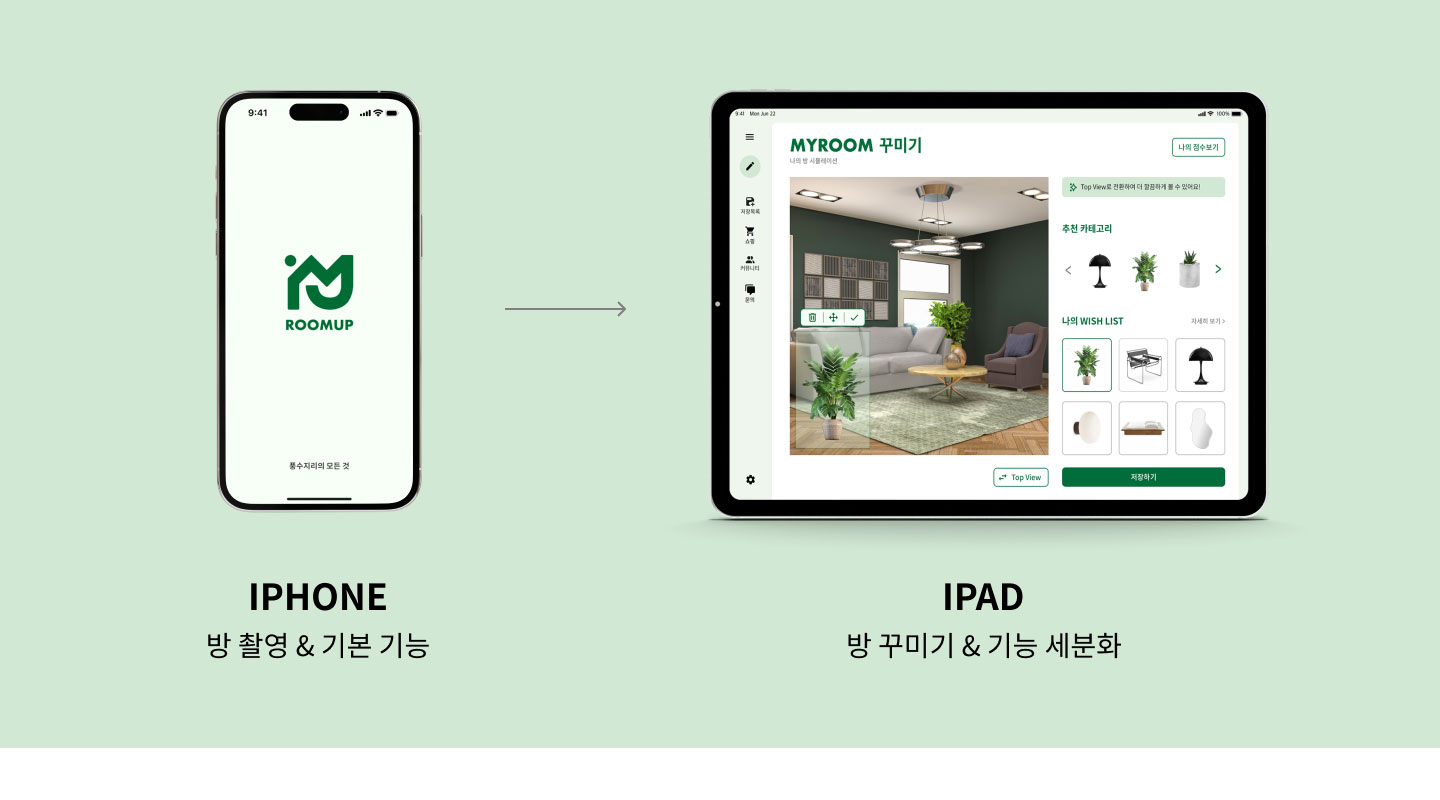 9:41
ROOMUP
풍수지리의 모든 것
IPHONE
방 촬영 & 기본 기능
9:41 Mon Jun 22
100%
MYROOM 꾸미기
나의 방 시뮬레이션
나의 점수보기
저장목록
쇼핑
커뮤니티
문의
Top View로 전환하여 더 깔끔하게 볼 수 있어요!
추천 카테고리
나의 WISH LIST
자세히 보기 >
Top View
저장하기
IPAD
방 꾸미기 & 기능 세분화